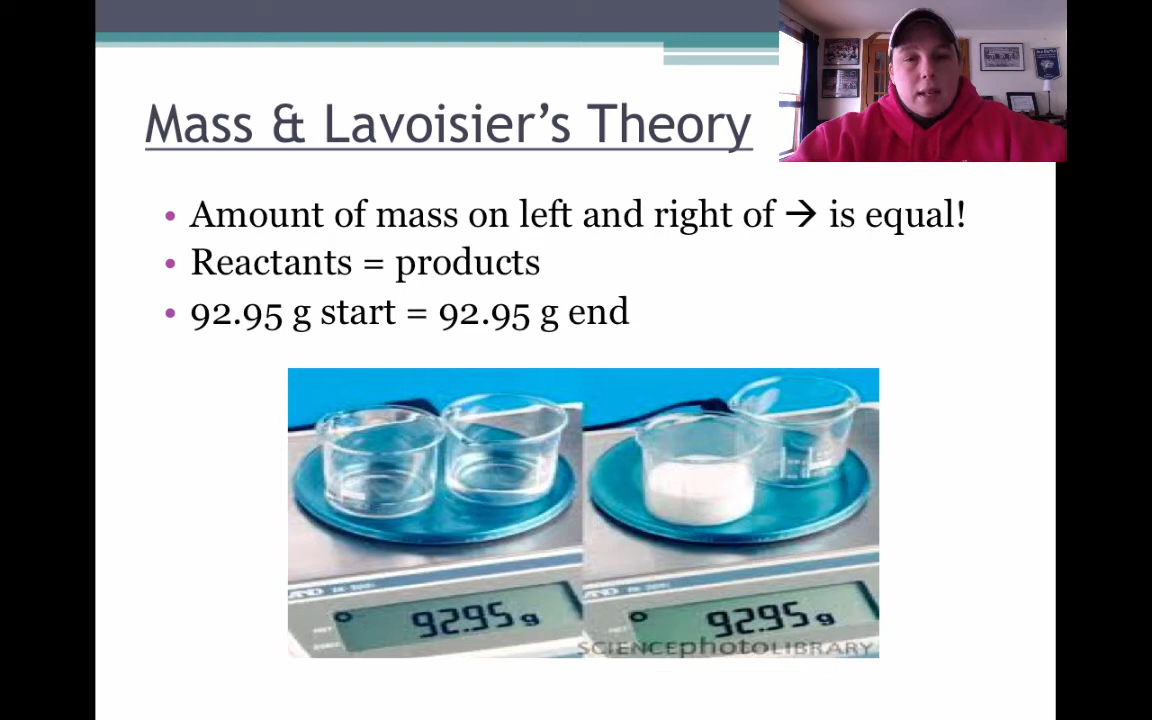 Mass & Lavoisier's Theory
• Amount of mass on left and right of → is equal!
• Reactants = products
• 92.95 g start = 92.95 g end
92.95 g
92.95 g
SCIENCEphotoLIBRARY